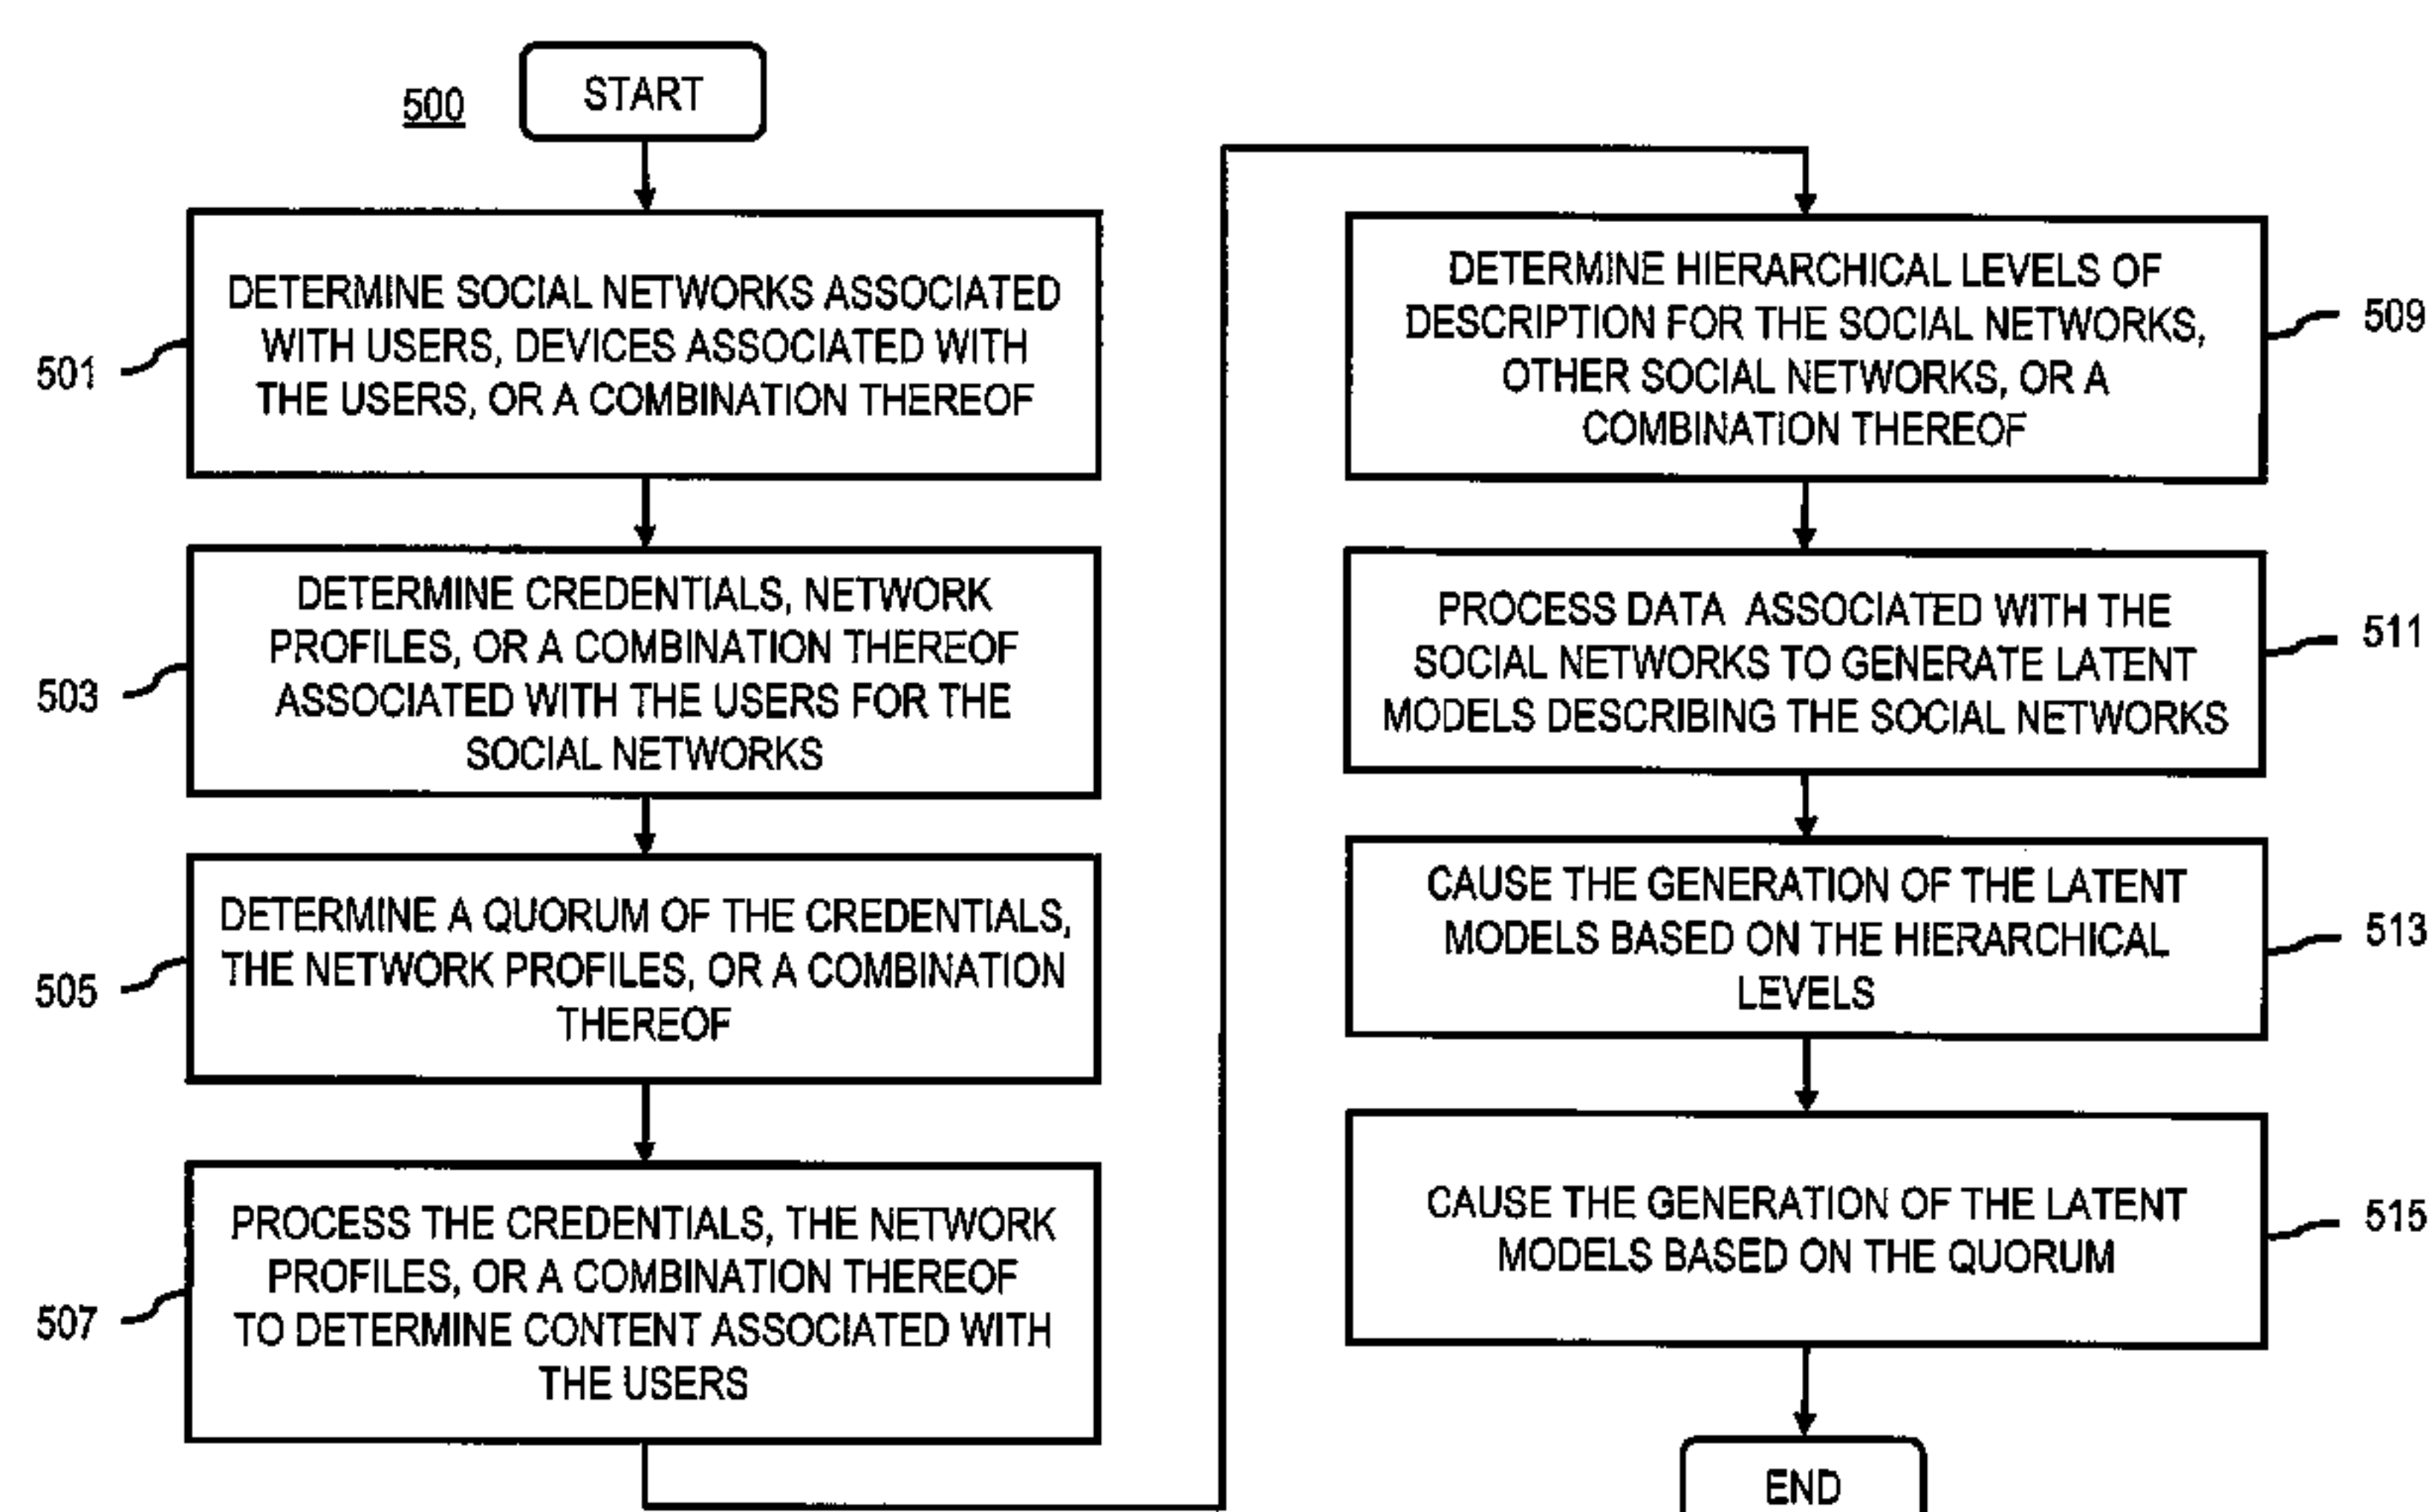 500
START
501
DETERMINE SOCIAL NETWORKS ASSOCIATED
WITH USERS, DEVICES ASSOCIATED WITH
THE USERS, OR A COMBINATION THEREOF
503
DETERMINE CREDENTIALS, NETWORK
PROFILES, OR A COMBINATION THEREOF
ASSOCIATED WITH THE USERS FOR THE
SOCIAL NETWORKS
505
DETERMINE A QUORUM OF THE CREDENTIALS,
THE NETWORK PROFILES, OR A COMBINATION
THEREOF
507
PROCESS THE CREDENTIALS, THE NETWORK
PROFILES, OR A COMBINATION THEREOF
TO DETERMINE CONTENT ASSOCIATED WITH
THE USERS
DETERMINE HIERARCHICAL LEVELS OF
DESCRIPTION FOR THE SOCIAL NETWORKS,
OTHER SOCIAL NETWORKS, OR A
COMBINATION THEREOF
509
PROCESS DATA ASSOCIATED WITH THE
SOCIAL NETWORKS TO GENERATE LATENT
MODELS DESCRIBING THE SOCIAL NETWORKS
511
CAUSE THE GENERATION OF THE LATENT
MODELS BASED ON THE HIERARCHICAL
LEVELS
513
CAUSE THE GENERATION OF THE LATENT
MODELS BASED ON THE QUORUM
515
END